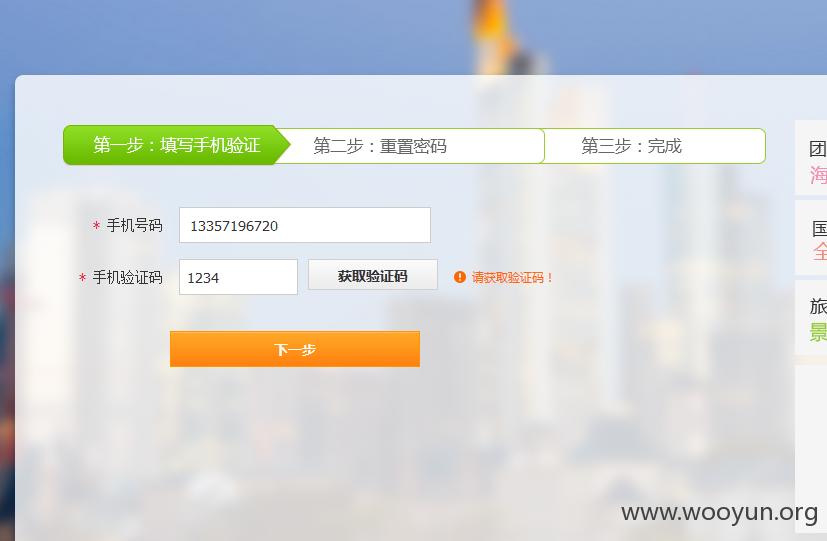 第一步：填写手机验证
第二步：重置密码
第三步：完成
* 手机号码
13357196720
* 手机验证码
1234
获取验证码
请获取验证码！
下一步
团
海
国
全
旅
景
www.wooyun.org